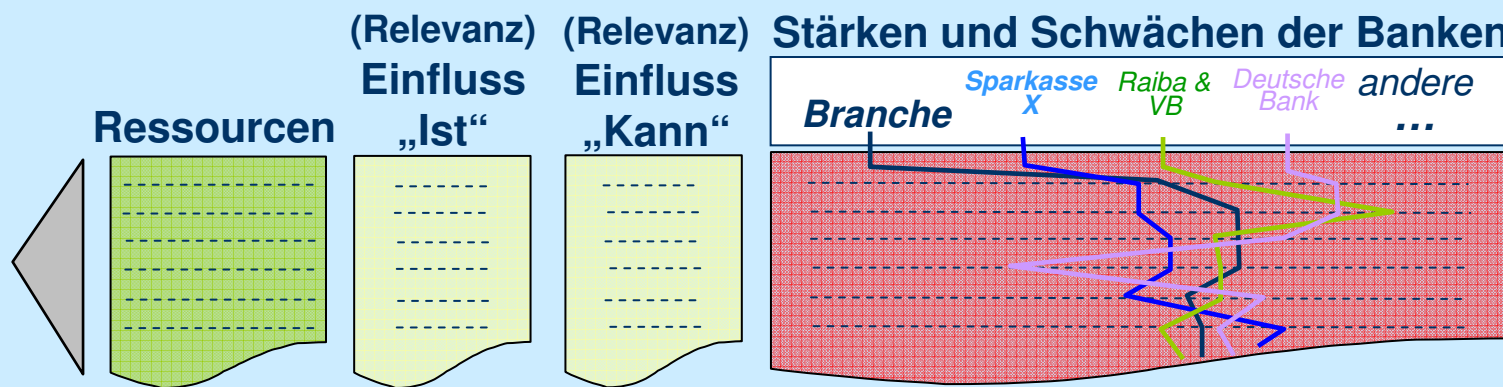 Ressourcen
(Relevanz)
Einfluss
„Ist“
(Relevanz)
Einfluss
„Kann“
Stärken und Schwächen der Banken
Branche
Sparkasse
X
Raiba &
VB
Deutsche
Bank
andere
...